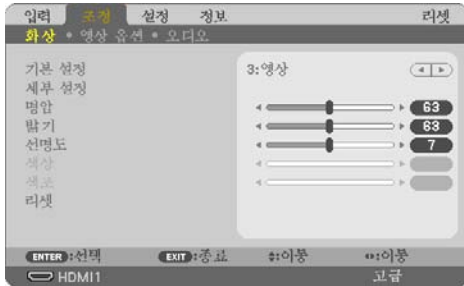 입력 조정 설정 정보 리셋
화상 • 영상 옵션 • 오디오
기본 설정 3:영상
세부 설정
명암 63
밝기 63
선명도 7
색상
색조
리셋
ENTER :선택 EXIT :종료 :이동 :이동
HDMI1 고급